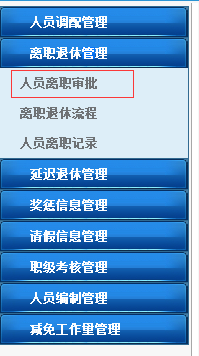 人员调配管理
离职退休管理
人员离职审批
离职退休流程
人员离职记录
延迟退休管理
奖惩信息管理
请假信息管理
职级考核管理
人员编制管理
减免工作量管理